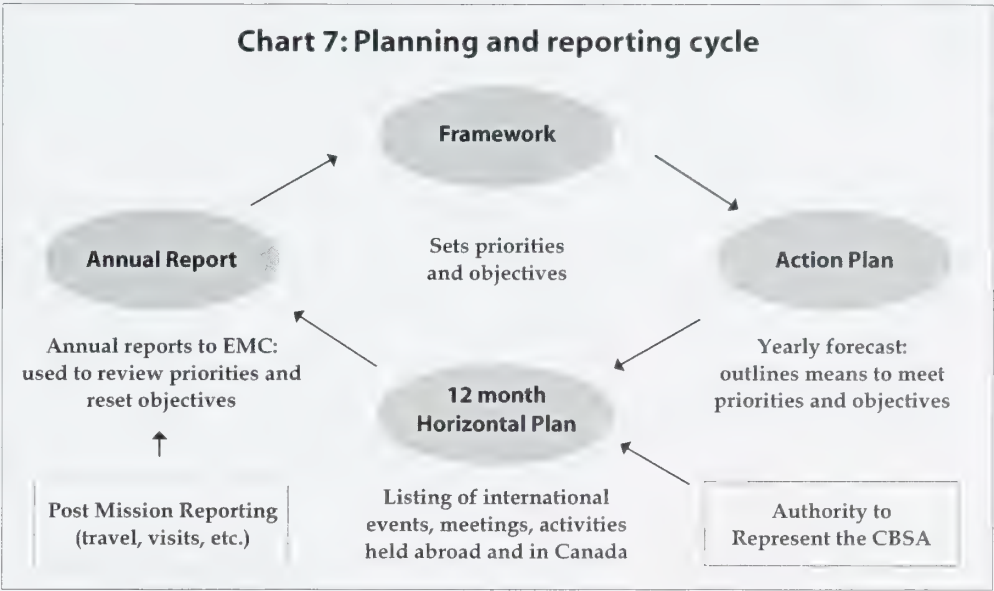 Chart 7: Planning and reporting cycle
Framework
Sets priorities
and objectives
Action Plan
Yearly forecast:
outlines means to meet
priorities and objectives
12 month
Horizontal Plan
Listing of international
events, meetings, activities
held abroad and in Canada
Authority to
Represent the CBSA
Annual Report
Annual reports to EMC:
used to review priorities and
reset objectives
Post Mission Reporting
(travel, visits, etc.)